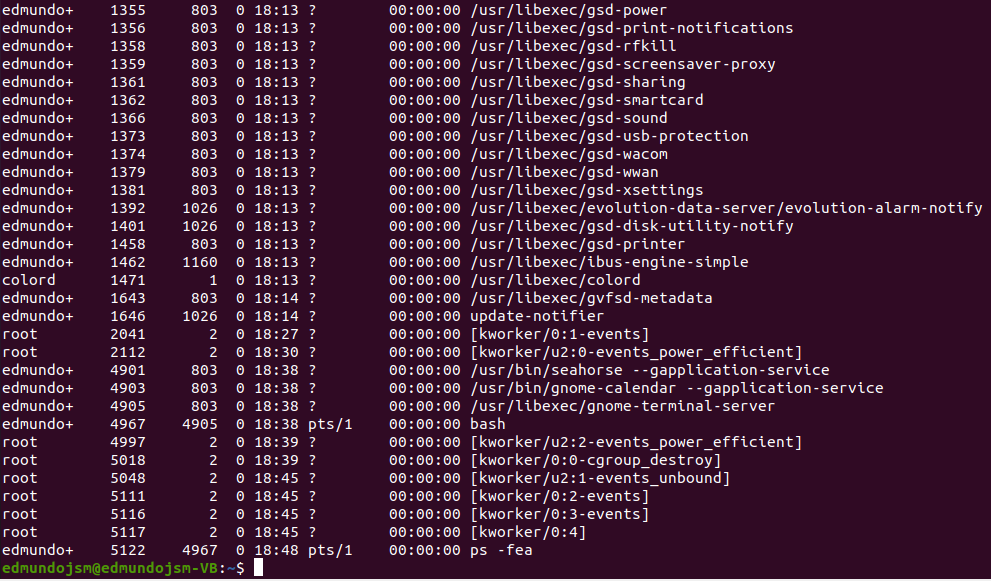 edmundo+    1355     803  0 18:13 ?        00:00:00 /usr/libexec/gsd-power
edmundo+    1356     803  0 18:13 ?        00:00:00 /usr/libexec/gsd-print-notifications
edmundo+    1358     803  0 18:13 ?        00:00:00 /usr/libexec/gsd-rfkill
edmundo+    1359     803  0 18:13 ?        00:00:00 /usr/libexec/gsd-screensaver-proxy
edmundo+    1361     803  0 18:13 ?        00:00:00 /usr/libexec/gsd-sharing
edmundo+    1362     803  0 18:13 ?        00:00:00 /usr/libexec/gsd-smartcard
edmundo+    1366     803  0 18:13 ?        00:00:00 /usr/libexec/gsd-sound
edmundo+    1373     803  0 18:13 ?        00:00:00 /usr/libexec/gsd-usb-protection
edmundo+    1374     803  0 18:13 ?        00:00:00 /usr/libexec/gsd-wacom
edmundo+    1379     803  0 18:13 ?        00:00:00 /usr/libexec/gsd-wwan
edmundo+    1381     803  0 18:13 ?        00:00:00 /usr/libexec/gsd-xsettings
edmundo+    1392    1026  0 18:13 ?        00:00:00 /usr/libexec/evolution-data-server/evolution-alarm-notify
edmundo+    1401    1026  0 18:13 ?        00:00:00 /usr/libexec/gsd-disk-utility-notify
edmundo+    1458     803  0 18:13 ?        00:00:00 /usr/libexec/gsd-printer
edmundo+    1462    1160  0 18:13 ?        00:00:00 /usr/libexec/ibus-engine-simple
colord      1471       1  0 18:13 ?        00:00:00 /usr/libexec/colord
edmundo+    1643     803  0 18:14 ?        00:00:00 /usr/libexec/gvfsd-metadata
edmundo+    1646    1026  0 18:14 ?        00:00:00 update-notifier
root        2041       2  0 18:27 ?        00:00:00 [kworker/0:1-events]
root        2112       2  0 18:30 ?        00:00:00 [kworker/u2:0-events_power_efficient]
edmundo+    4901     803  0 18:38 ?        00:00:00 /usr/bin/seahorse --gapplication-service
edmundo+    4903     803  0 18:38 ?        00:00:00 /usr/bin/gnome-calendar --gapplication-service
edmundo+    4905     803  0 18:38 ?        00:00:00 /usr/libexec/gnome-terminal-server
edmundo+    4967    4905  0 18:38 pts/1    00:00:00 bash
root        4997       2  0 18:39 ?        00:00:00 [kworker/u2:2-events_power_efficient]
root        5018       2  0 18:39 ?        00:00:00 [kworker/0:0-cgroup_destroy]
root        5048       2  0 18:45 ?        00:00:00 [kworker/u2:1-events_unbound]
root        5111       2  0 18:45 ?        00:00:00 [kworker/0:2-events]
root        5116       2  0 18:45 ?        00:00:00 [kworker/0:3-events]
root        5117       2  0 18:45 ?        00:00:00 [kworker/0:4]
edmundo+    5122    4967  0 18:48 pts/1    00:00:00 ps -fea
edmundojsm@edmundojsm-VB:~$